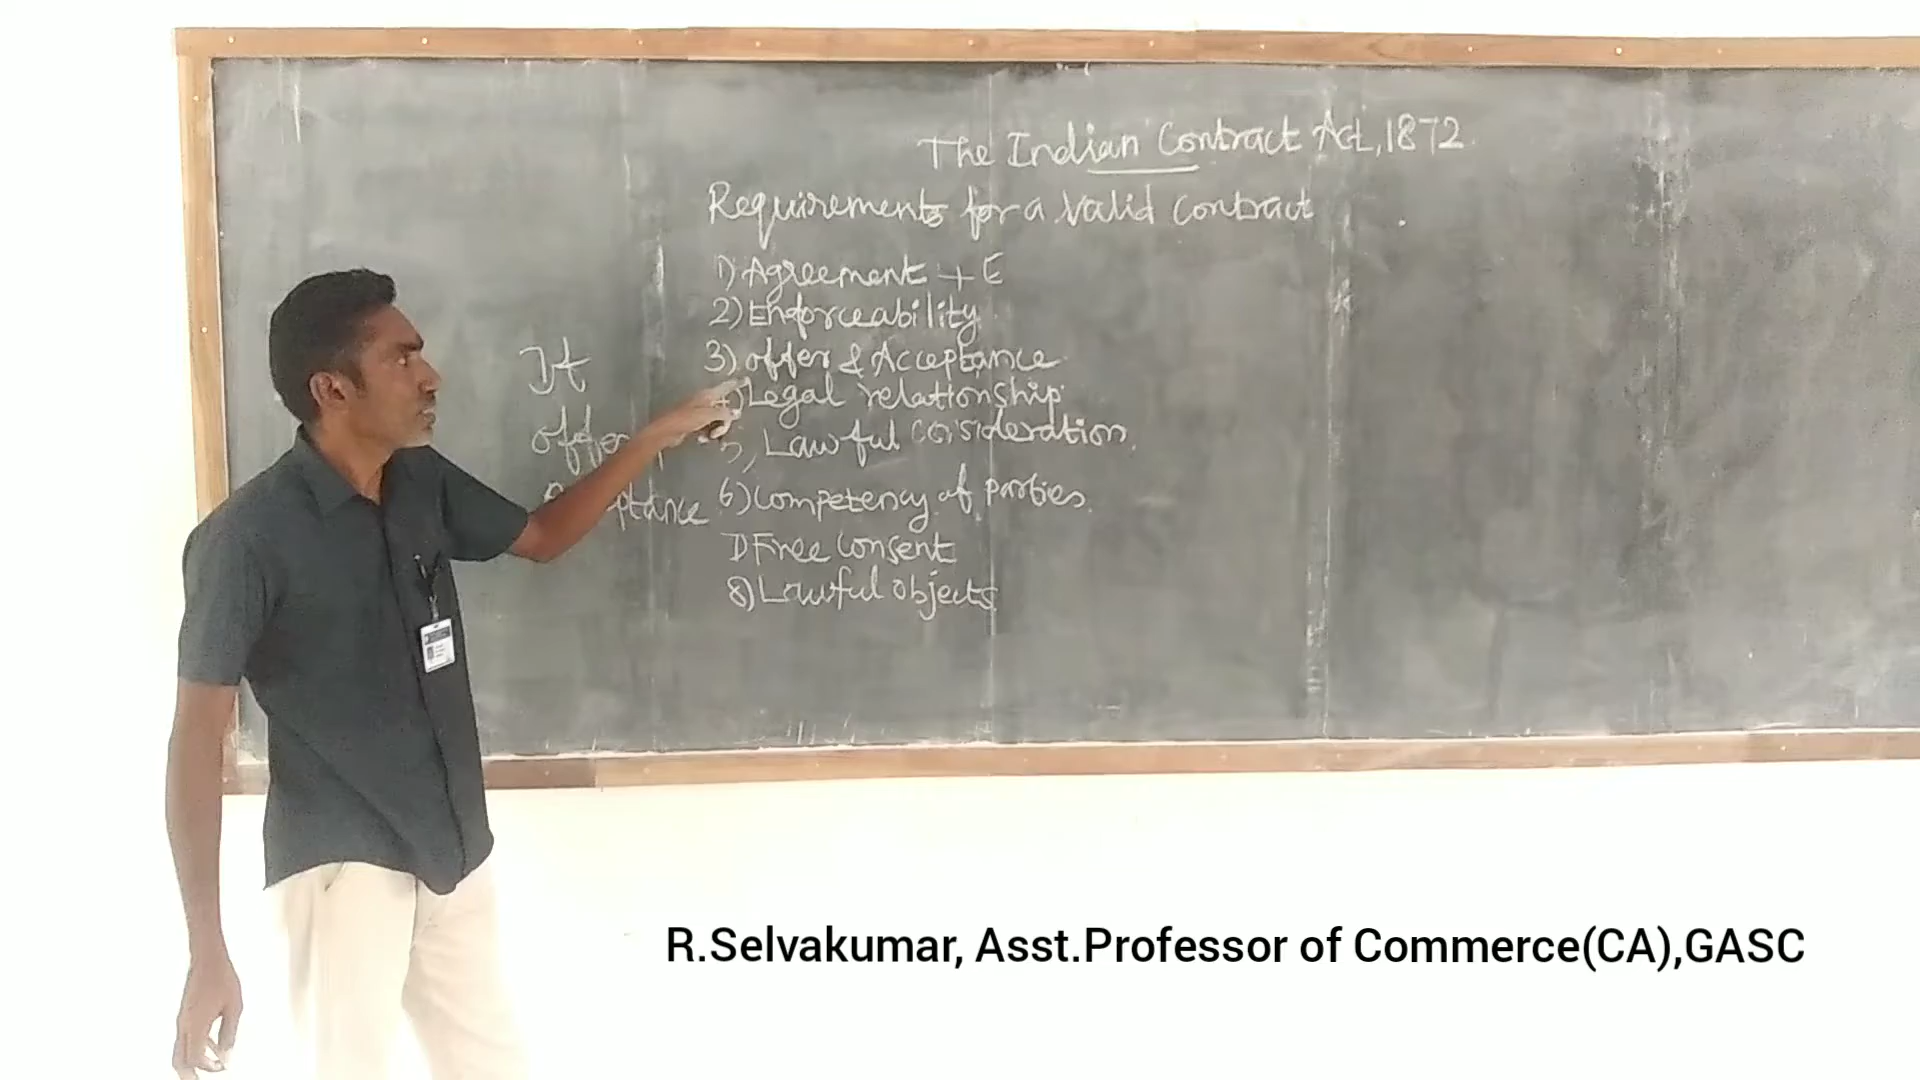 The Indian Contract Act, 1872
Requirements for a Valid Contract
1) Agreement + E
2) Enforceability
3) offer & Acceptance
4) Legal relationship
5, Lawful consideration.
6) Competency of parties.
7) Free Consent
8) Lawful objects
It
offer
ptance
R.Selvakumar, Asst.Professor of Commerce(CA),GASC